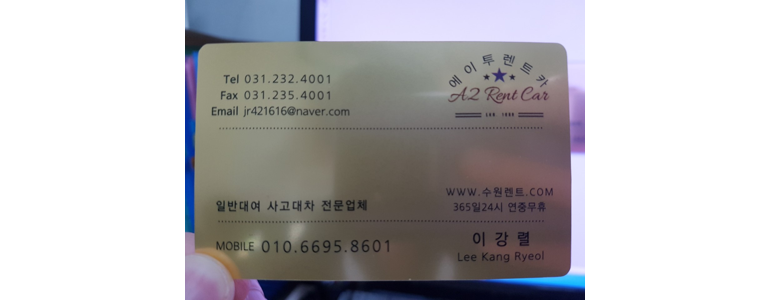 Tel 031.232.4001
Fax 031.235.4001
Email jr421616@naver.com
에이투렌트카
A2 Rent Car
일반대여 사고대차 전문업체
WWW.수원렌트.COM
365일24시 연중무휴
MOBILE 010.6695.8601
이강렬
Lee Kang Ryeol